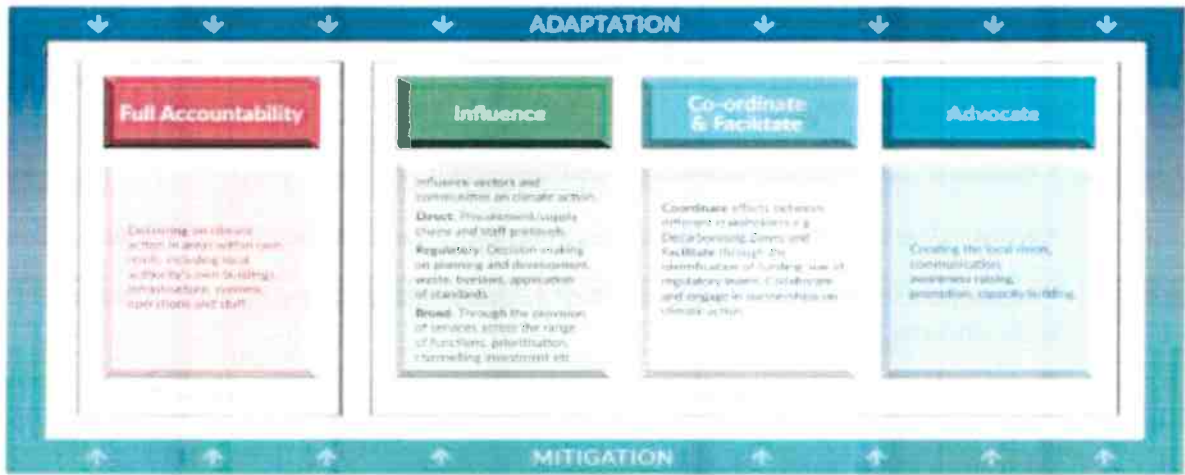 ADAPTATION
Full Accountability
Influence
Co-ordinate
& Facilitate
Advocate
Delivering on climate
action in areas within own
remit, including local
authority's own buildings
infrastructure, systems
operations and staff
Influence sectors and
communities on climate action.
Direct: Procurement/supply
chains and staff protocols.
Regulatory: Decision making
on planning and development,
waste, byelaws, application
of standards
Broad: Through the provision
of services across the range
of functions, prioritisation,
channelling investment etc
Coordinate efforts between
different stakeholders e.g.
Decarbonising Zones and
Facilitate through the
identification of funding, use of
regulatory levers. Collaborate
and engage in partnerships on
climate action
Creating the local vision,
communication,
awareness raising,
promotion, capacity building.
MITIGATION